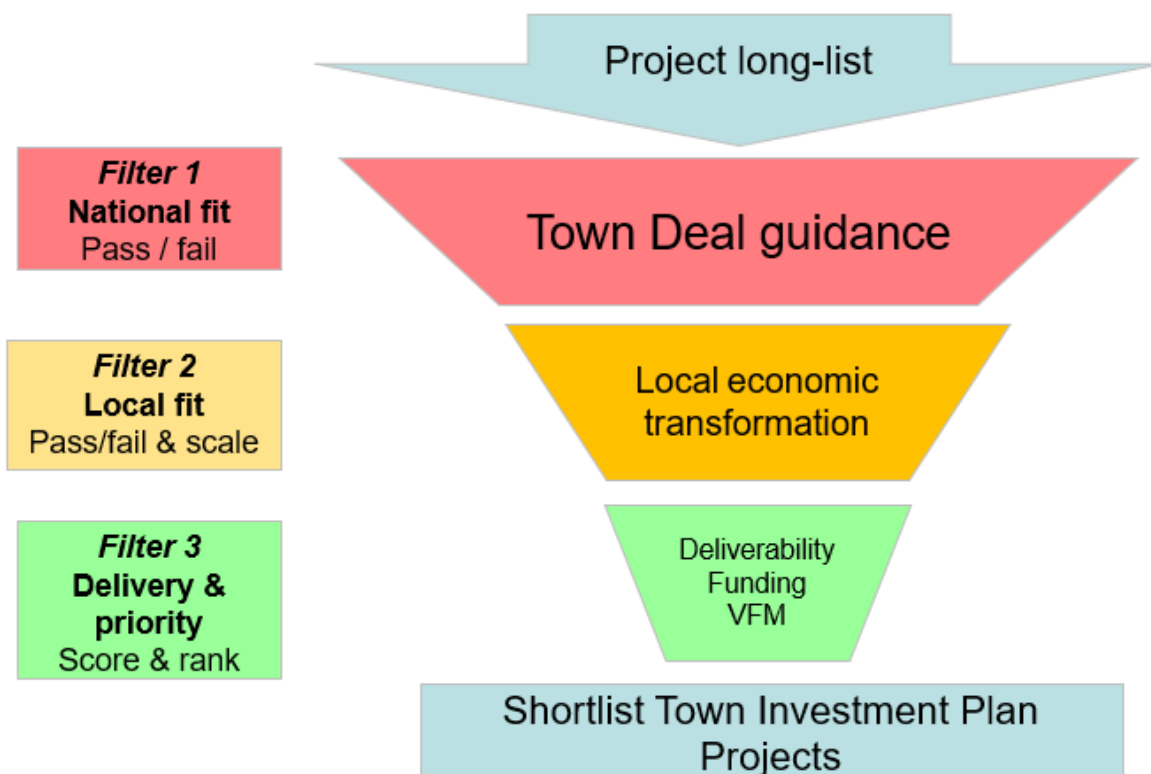 Project long-list
Filter 1
National fit
Pass / fail
Town Deal guidance
Filter 2
Local fit
Pass/fail & scale
Local economic
transformation
Filter 3
Delivery &
priority
Score & rank
Deliverability
Funding
VFM
Shortlist Town Investment Plan
Projects